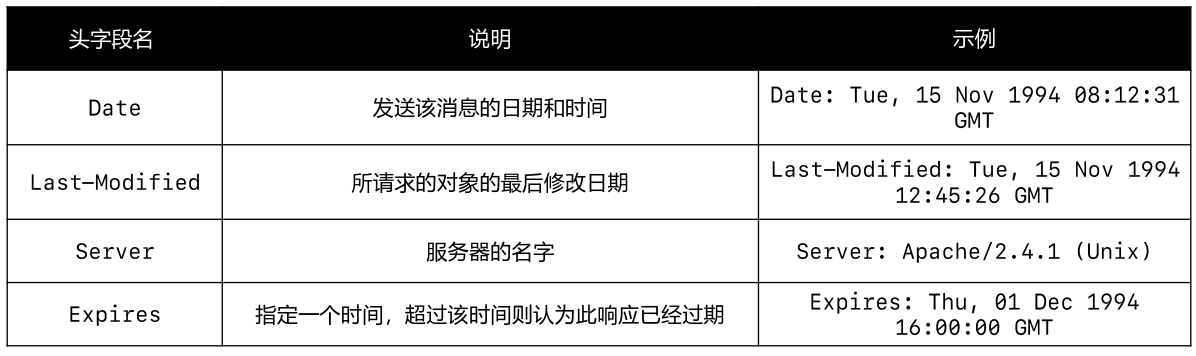 头字段名 说明 示例
Date 发送该消息的日期和时间 Date: Tue, 15 Nov 1994 08:12:31
GMT
Last-Modified 所请求的对象的最后修改日期 Last-Modified: Tue, 15 Nov 1994
12:45:26 GMT
Server 服务器的名字 Server: Apache/2.4.1 (Unix)
Expires 指定一个时间，超过该时间则认为此响应已经过期 Expires: Thu, 01 Dec 1994
16:00:00 GMT